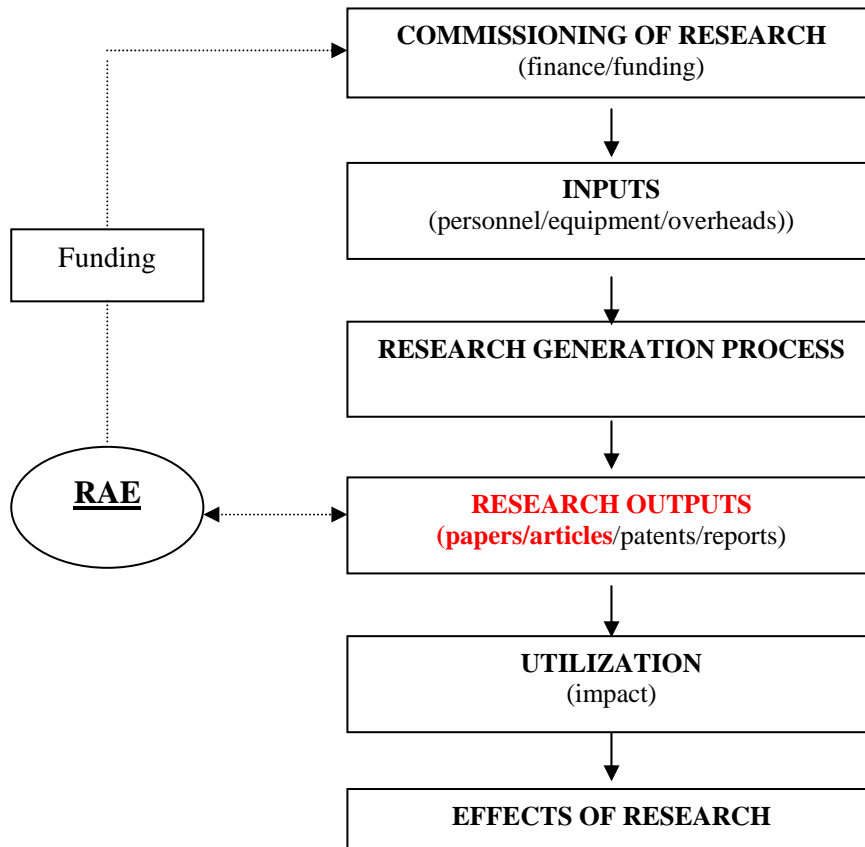 COMMISSIONING OF RESEARCH
(finance/funding)
INPUTS
(personnel/equipment/overheads))
Funding
RESEARCH GENERATION PROCESS
RAE
RESEARCH OUTPUTS
(papers/articles/patents/reports)
UTILIZATION
(impact)
EFFECTS OF RESEARCH